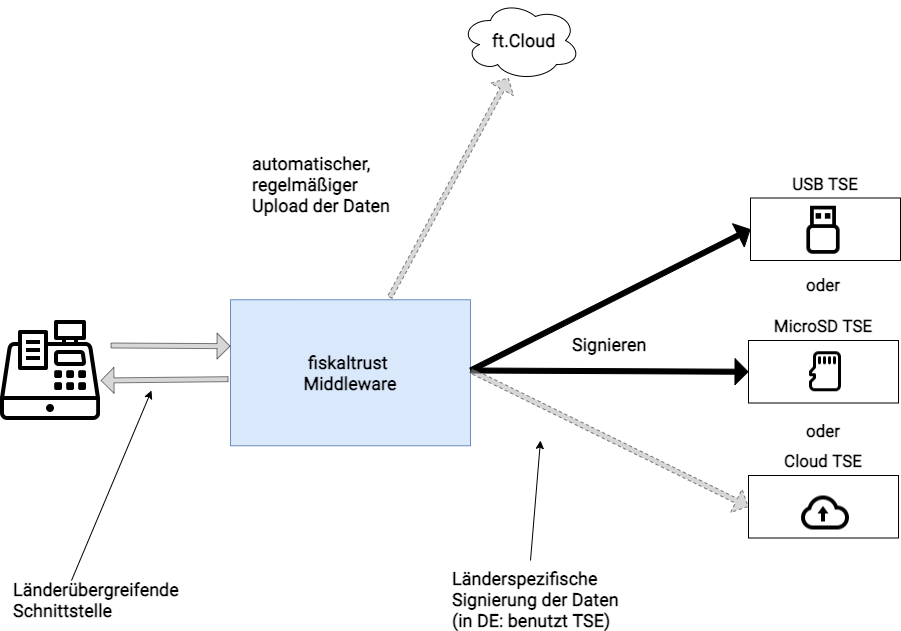 ft.Cloud
automatischer,
regelmäßiger
Upload der Daten
USB TSE
oder
MicroSD TSE
Signieren
fiskaltrust
Middleware
oder
Cloud TSE
Länderübergreifende
Schnittstelle
Länderspezifische
Signierung der Daten
(in DE: benutzt TSE)